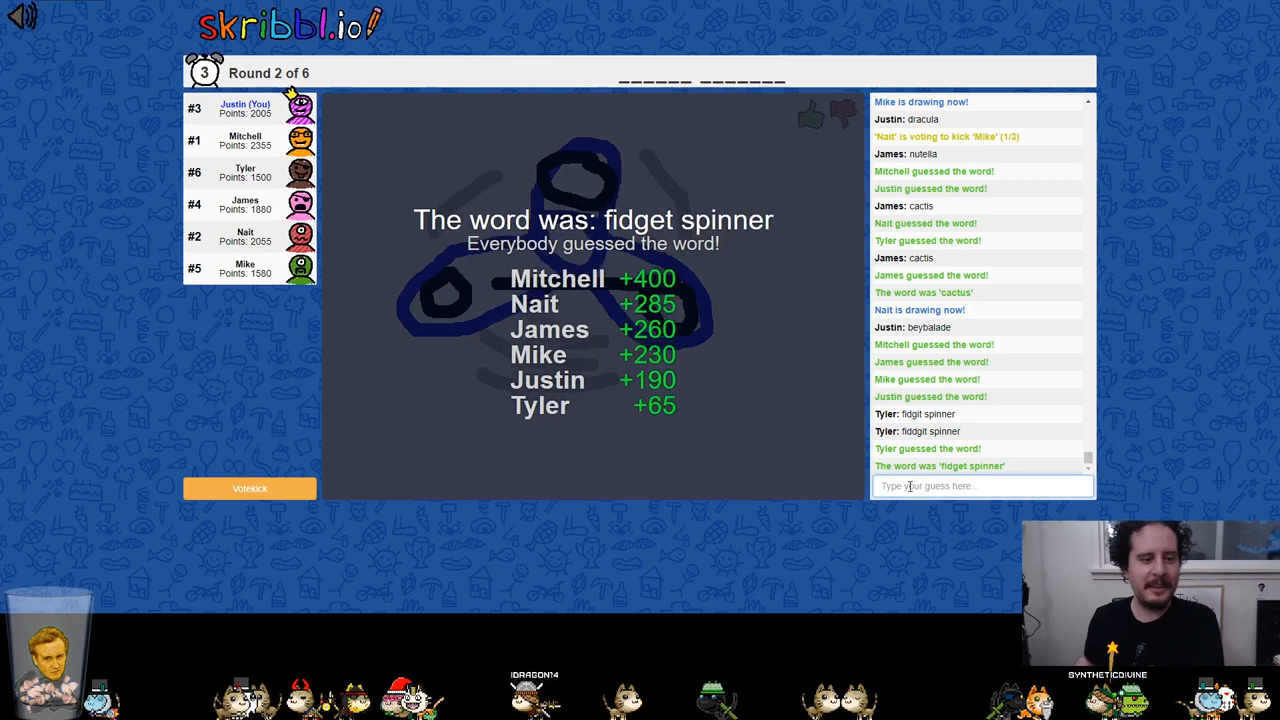 skribbl.io
3
Round 2 of 6
______ _______
#3 Justin (You)
Points: 2005
#1 Mitchell
Points: 2355
#6 Tyler
Points: 1500
#4 James
Points: 1880
#2 Nait
Points: 2055
#5 Mike
Points: 1580
Votekick
The word was: fidget spinner
Everybody guessed the word!
Mitchell +400
Nait +285
James +260
Mike +230
Justin +190
Tyler +65
Mike is drawing now!
Justin: dracula
'Nait' is voting to kick 'Mike' (1/3)
James: nutella
Mitchell guessed the word!
Justin guessed the word!
James: cactis
Nait guessed the word!
Tyler guessed the word!
James: cactis
James guessed the word!
The word was 'cactus'
Nait is drawing now!
Justin: beybalade
Mitchell guessed the word!
James guessed the word!
Mike guessed the word!
Justin guessed the word!
Tyler: fidgit spinner
Tyler: fiddgit spinner
Tyler guessed the word!
The word was 'fidget spinner'
Type your guess here...
IDRAGON14
SYNTHETICDIVINE